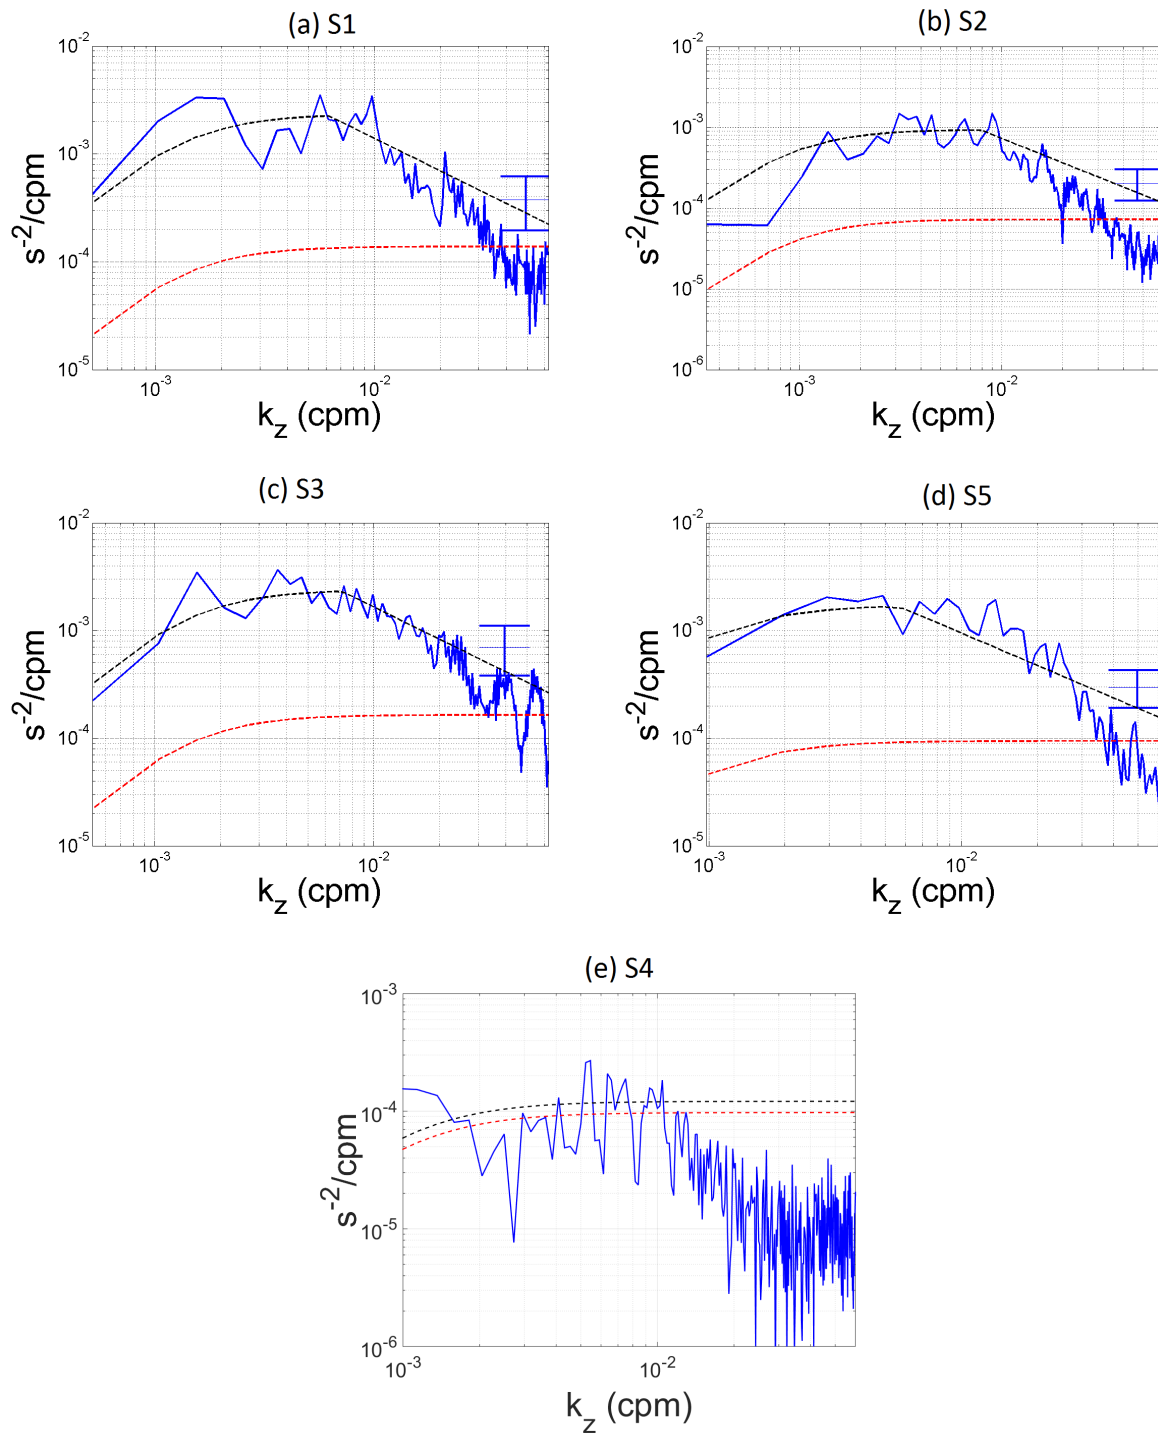 (a) S1
s⁻²/cpm
10⁻²
10⁻³
10⁻⁴
10⁻⁵
10⁻³ 10⁻²
k_z (cpm)
(b) S2
s⁻²/cpm
10⁻²
10⁻³
10⁻⁴
10⁻⁵
10⁻⁶
10⁻³ 10⁻²
k_z (cpm)
(c) S3
s⁻²/cpm
10⁻²
10⁻³
10⁻⁴
10⁻⁵
10⁻³ 10⁻²
k_z (cpm)
(d) S5
s⁻²/cpm
10⁻²
10⁻³
10⁻⁴
10⁻⁵
10⁻³ 10⁻²
k_z (cpm)
(e) S4
s⁻²/cpm
10⁻³
10⁻⁴
10⁻⁵
10⁻⁶
10⁻³ 10⁻²
k_z (cpm)